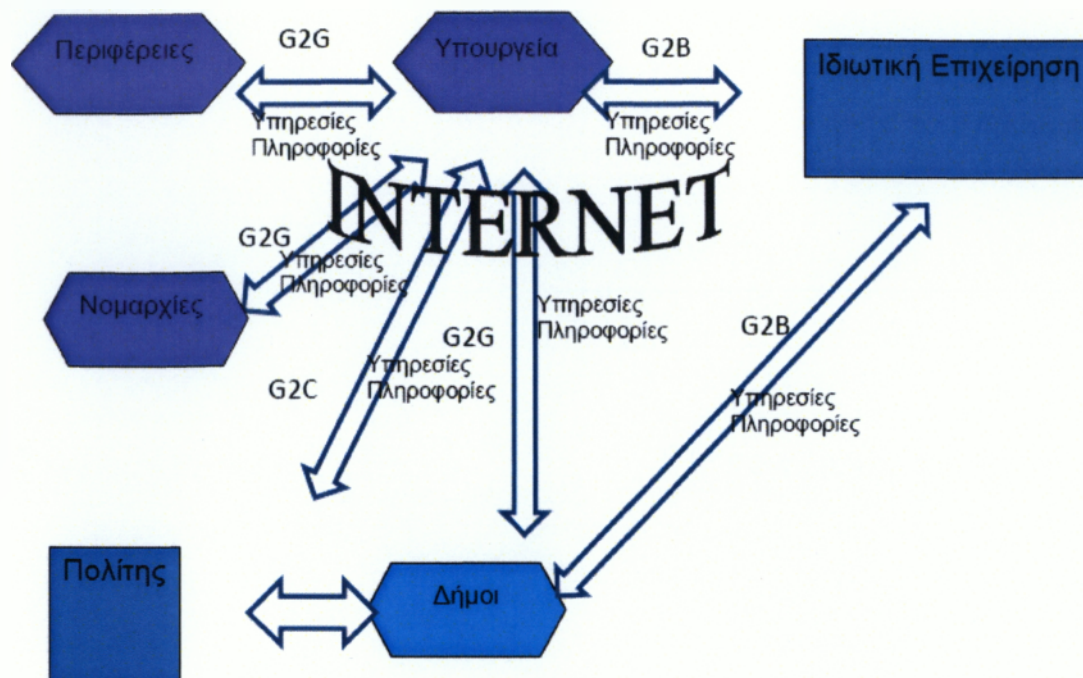 Περιφέρειες
G2G
Υπουργεία
G2B
Ιδιωτική Επιχείρηση
Υπηρεσίες
Πληροφορίες
Υπηρεσίες
Πληροφορίες
INTERNET
G2G
Υπηρεσίες
Πληροφορίες
Νομαρχίες
Υπηρεσίες
Πληροφορίες
G2G
G2B
G2C
Υπηρεσίες
Πληροφορίες
Υπηρεσίες
Πληροφορίες
Πολίτης
Δήμοι